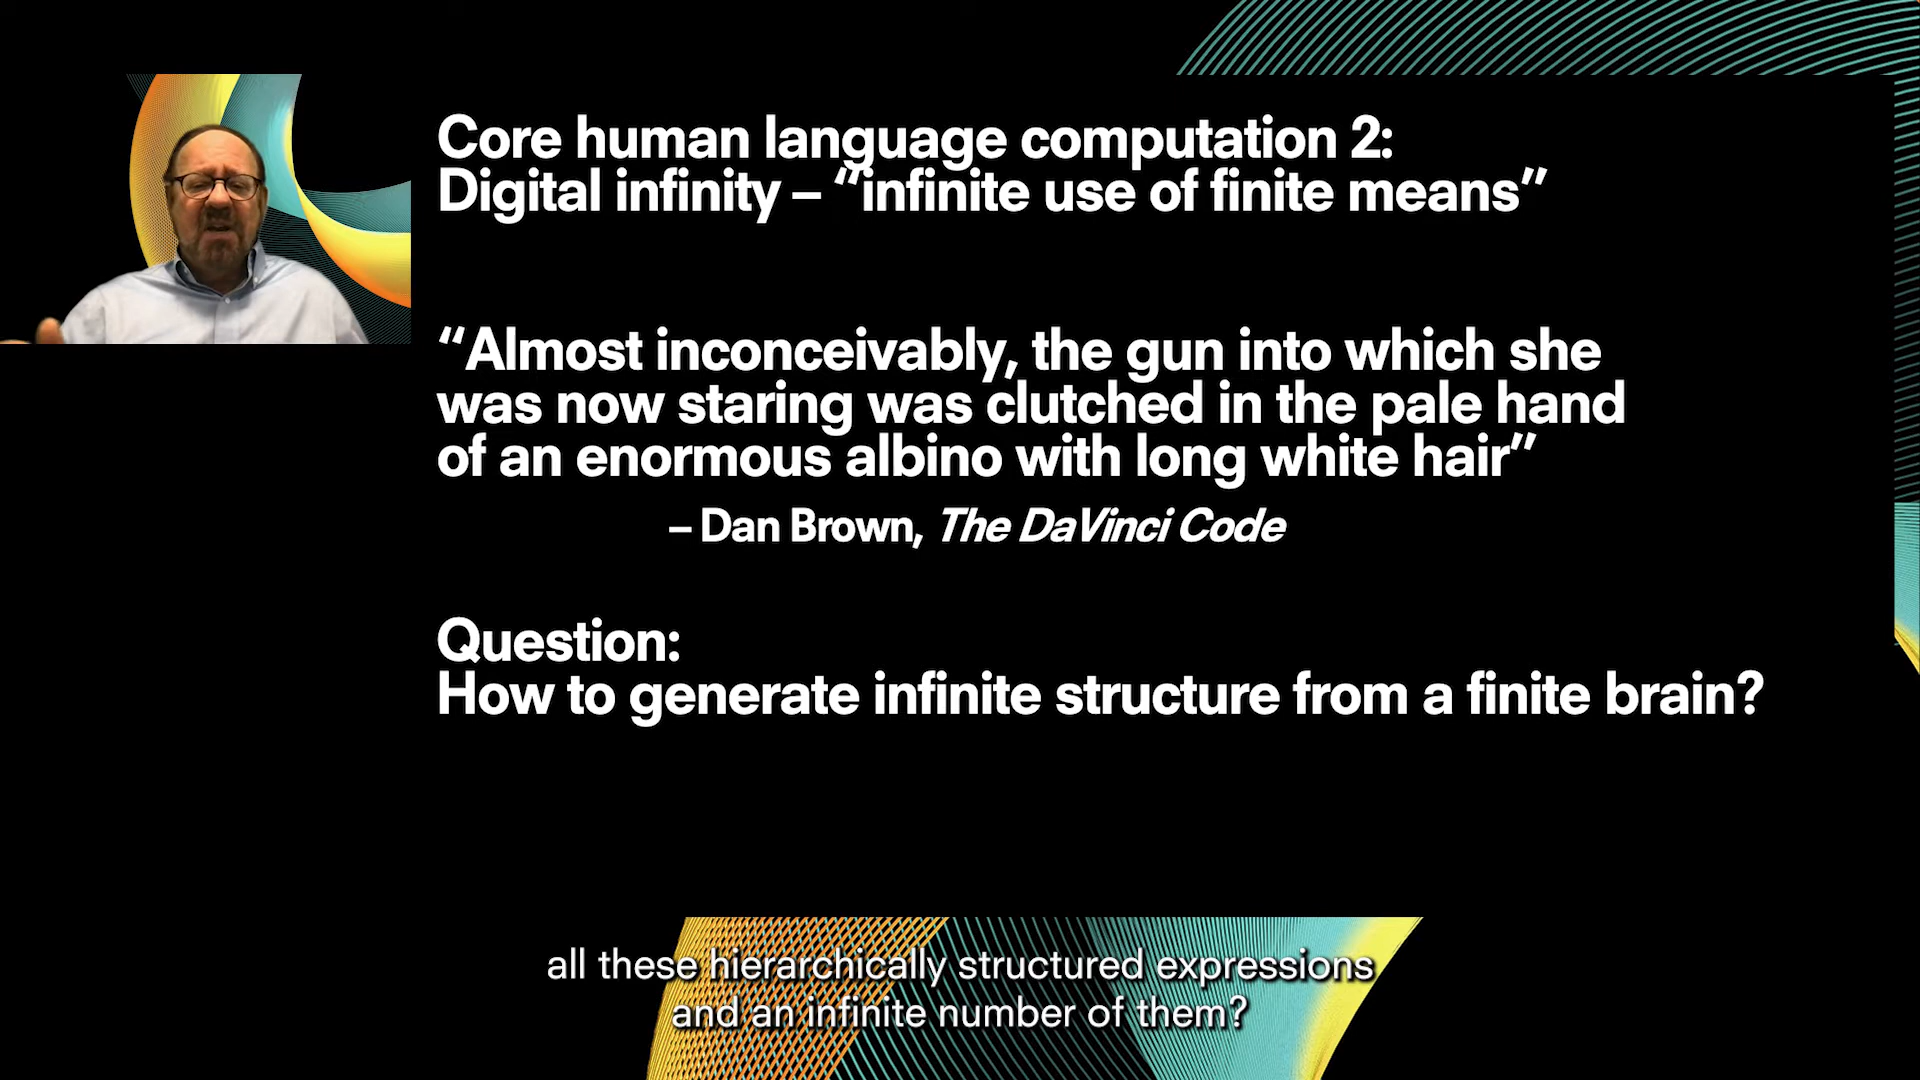 Core human language computation 2:
Digital infinity – “infinite use of finite means”
“Almost inconceivably, the gun into which she
was now staring was clutched in the pale hand
of an enormous albino with long white hair”
– Dan Brown, The DaVinci Code
Question:
How to generate infinite structure from a finite brain?
all these hierarchically structured expressions
and an infinite number of them?